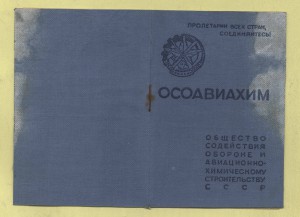 ПРОЛЕТАРИИ ВСЕХ СТРАН,
СОЕДИНЯЙТЕСЬ!
ОСОАВИАХИМ
ОБЩЕСТВО
СОДЕЙСТВИЯ
ОБОРОНЕ И
АВИАЦИОННО-
ХИМИЧЕСКОМУ
СТРОИТЕЛЬСТВУ
СССР